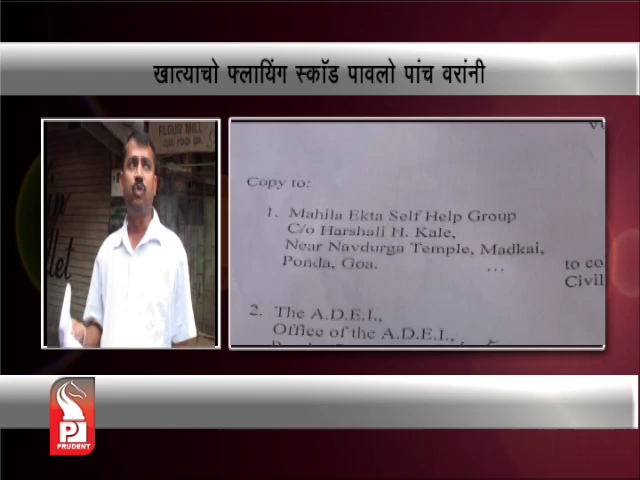 खात्याचो फ्लायिंग स्कॉड पावलो पांच वरांनी
FLOUR MILL
Copy to:
1. Mahila Ekta Self Help Group
C/o Harshali H. Kale,
Near Navdurga Temple, Madkai,
Ponda, Goa. ... to co
Civil
2. The A.D.E.I.,
Office of the A.D.E.I.,
PRUDENT